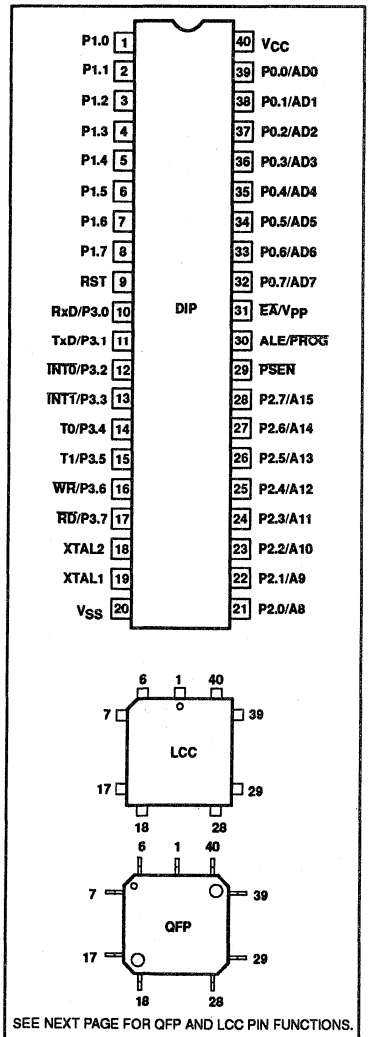 P1.0 1 40 VCC
P1.1 2 39 P0.0/AD0
P1.2 3 38 P0.1/AD1
P1.3 4 37 P0.2/AD2
P1.4 5 36 P0.3/AD3
P1.5 6 35 P0.4/AD4
P1.6 7 34 P0.5/AD5
P1.7 8 33 P0.6/AD6
RST 9 32 P0.7/AD7
RxD/P3.0 10 DIP 31 E̅A̅/VPP
TxD/P3.1 11 30 ALE/P̅R̅O̅G̅
I̅N̅T̅0̅/P3.2 12 29 P̅S̅E̅N̅
I̅N̅T̅1̅/P3.3 13 28 P2.7/A15
T0/P3.4 14 27 P2.6/A14
T1/P3.5 15 26 P2.5/A13
W̅R̅/P3.6 16 25 P2.4/A12
R̅D̅/P3.7 17 24 P2.3/A11
XTAL2 18 23 P2.2/A10
XTAL1 19 22 P2.1/A9
VSS 20 21 P2.0/A8
6 1 40
7 39
LCC
17 29
18 28
6 1 40
7 39
QFP
17 29
18 28
SEE NEXT PAGE FOR QFP AND LCC PIN FUNCTIONS.